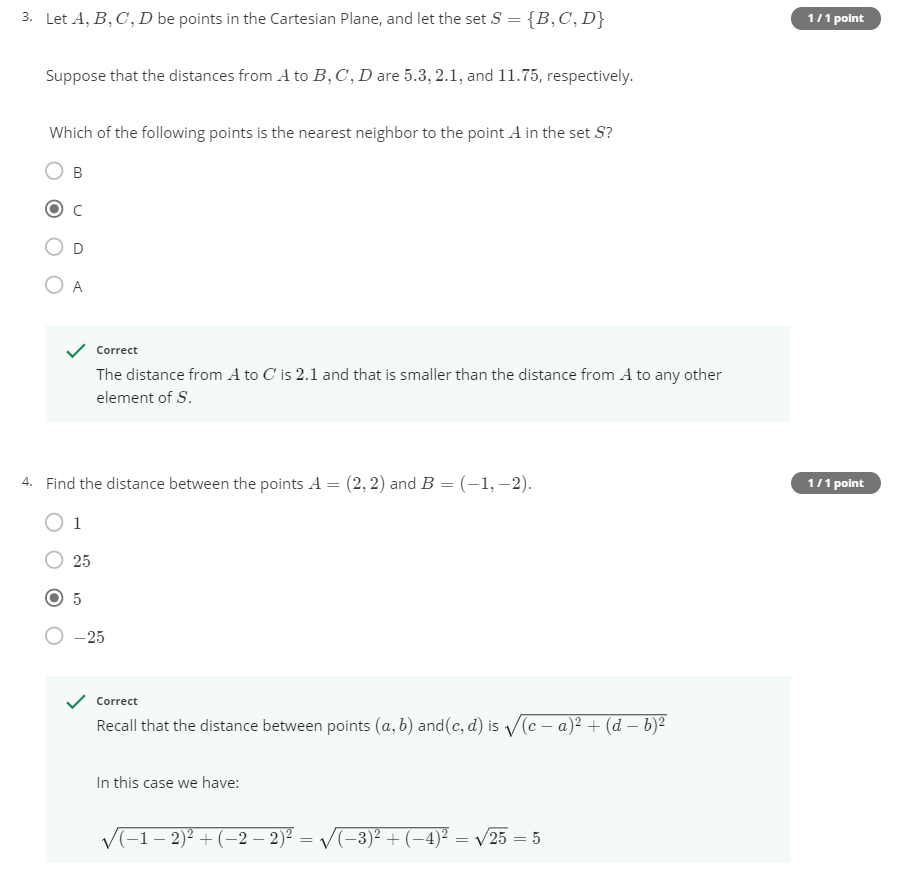 3. Let A, B, C, D be points in the Cartesian Plane, and let the set S = {B, C, D}
1 / 1 point
Suppose that the distances from A to B, C, D are 5.3, 2.1, and 11.75, respectively.
Which of the following points is the nearest neighbor to the point A in the set S?
B
C
D
A
Correct
The distance from A to C is 2.1 and that is smaller than the distance from A to any other
element of S.
4. Find the distance between the points A = (2, 2) and B = (−1, −2).
1 / 1 point
1
25
5
−25
Correct
Recall that the distance between points (a, b) and(c, d) is √(c − a)² + (d − b)²
In this case we have:
√(−1 − 2)² + (−2 − 2)² = √(−3)² + (−4)² = √25 = 5